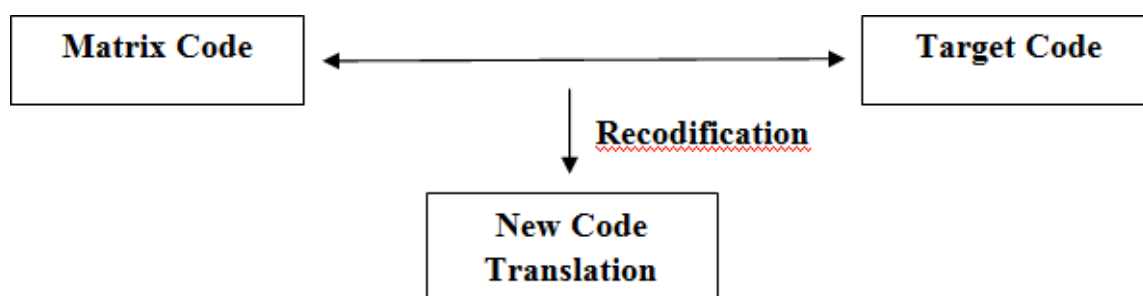 Matrix Code
Target Code
Recodification
New Code
Translation